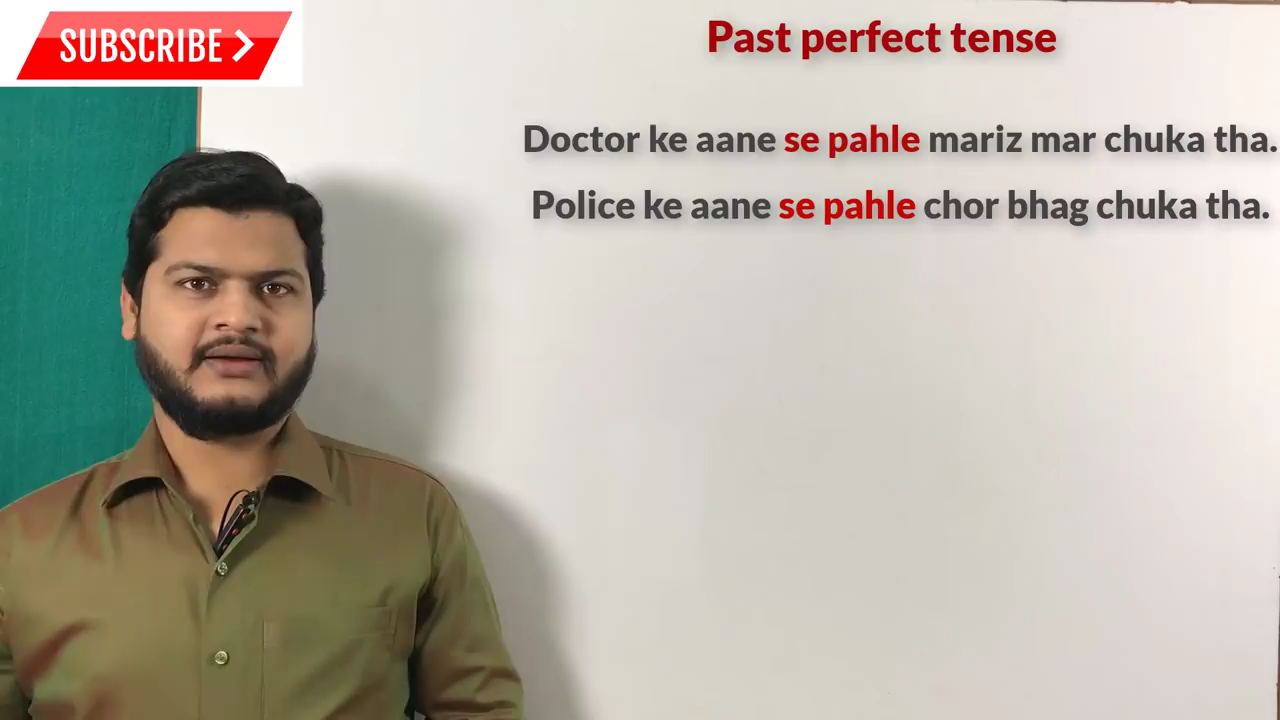 SUBSCRIBE
Past perfect tense
Doctor ke aane se pahle mariz mar chuka tha.
Police ke aane se pahle chor bhag chuka tha.